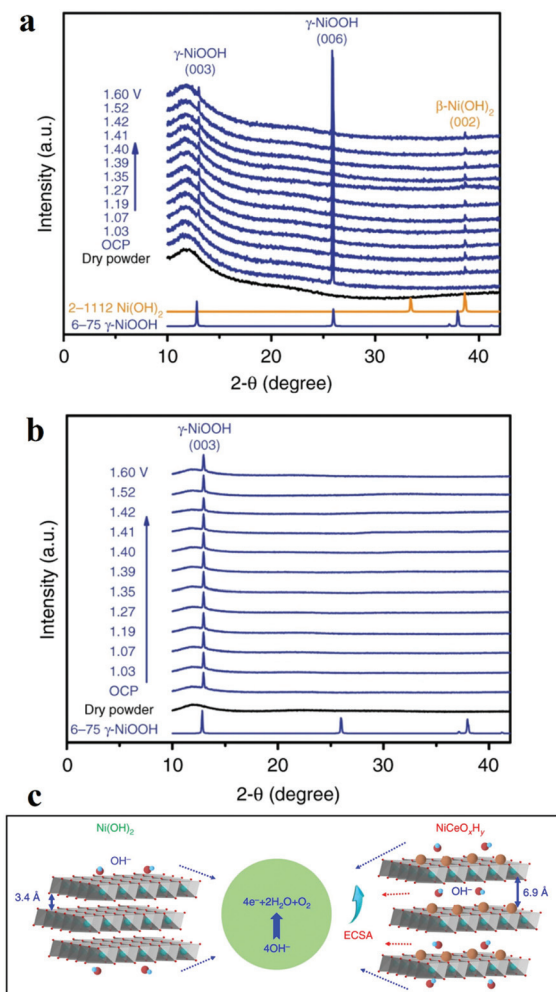 a
γ-NiOOH
(006)
γ-NiOOH
(003)
β-Ni(OH)2
(002)
1.60 V
1.52
1.42
1.41
1.40
1.39
1.35
1.27
1.19
1.07
1.03
OCP
Dry powder
2–1112 Ni(OH)2
6–75 γ-NiOOH
Intensity (a.u.)
0 10 20 30 40
2-θ (degree)
b
γ-NiOOH
(003)
1.60 V
1.52
1.42
1.41
1.40
1.39
1.35
1.27
1.19
1.07
1.03
OCP
Dry powder
6–75 γ-NiOOH
Intensity (a.u.)
0 10 20 30 40
2-θ (degree)
c
Ni(OH)2
NiCeOxHy
OH−
3.4 Å
4e−+2H2O+O2
4OH−
ECSA
OH−
6.9 Å